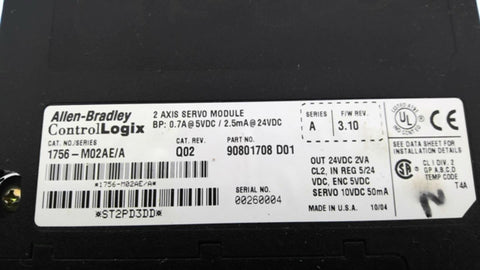 Allen-Bradley
ControlLogix
2 AXIS SERVO MODULE
BP: 0.7A@5VDC / 2.5mA@24VDC
SERIES
A
F/W REV.
3.10
CAT. NO./SERIES
1756-M02AE/A
CAT. REV.
Q02
PART NO.
90801708 D01
UL
CE
SEE DATA SHEET FOR
INSTALLATION DETAILS
*1756-M02AE/A*
*ST2PD3DD*
SERIAL NO.
00260004
OUT 24VDC 2VA
CL2, IN REG 5/24
VDC, ENC 5VDC
SERVO 10VDC 50mA
MADE IN U.S.A. 10/04
CL I DIV. 2
GP A,B,C,D
TEMP CODE
T4A